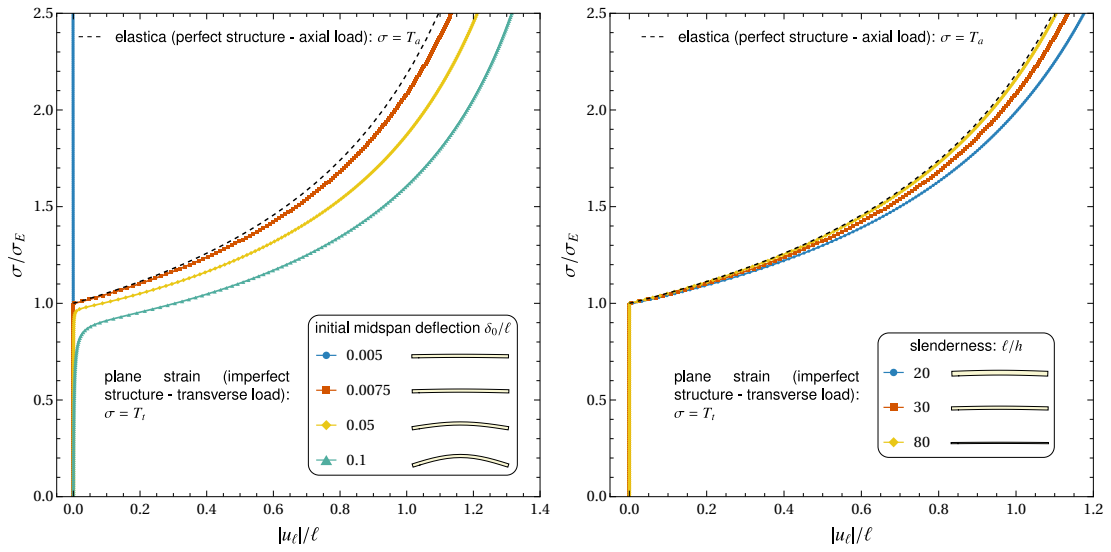 2.5
2.0
1.5
1.0
0.5
0.0
σ/σ_E
0.0 0.2 0.4 0.6 0.8 1.0 1.2 1.4
|u_ℓ|/ℓ
elastica (perfect structure - axial load): σ = T_a
initial midspan deflection δ_0/ℓ
0.005
0.0075
0.05
0.1
plane strain (imperfect
structure - transverse load):
σ = T_t
2.5
2.0
1.5
1.0
0.5
0.0
σ/σ_E
0.0 0.2 0.4 0.6 0.8 1.0 1.2
|u_ℓ|/ℓ
elastica (perfect structure - axial load): σ = T_a
slenderness: ℓ/h
20
30
80
plane strain (imperfect
structure - transverse load):
σ = T_t